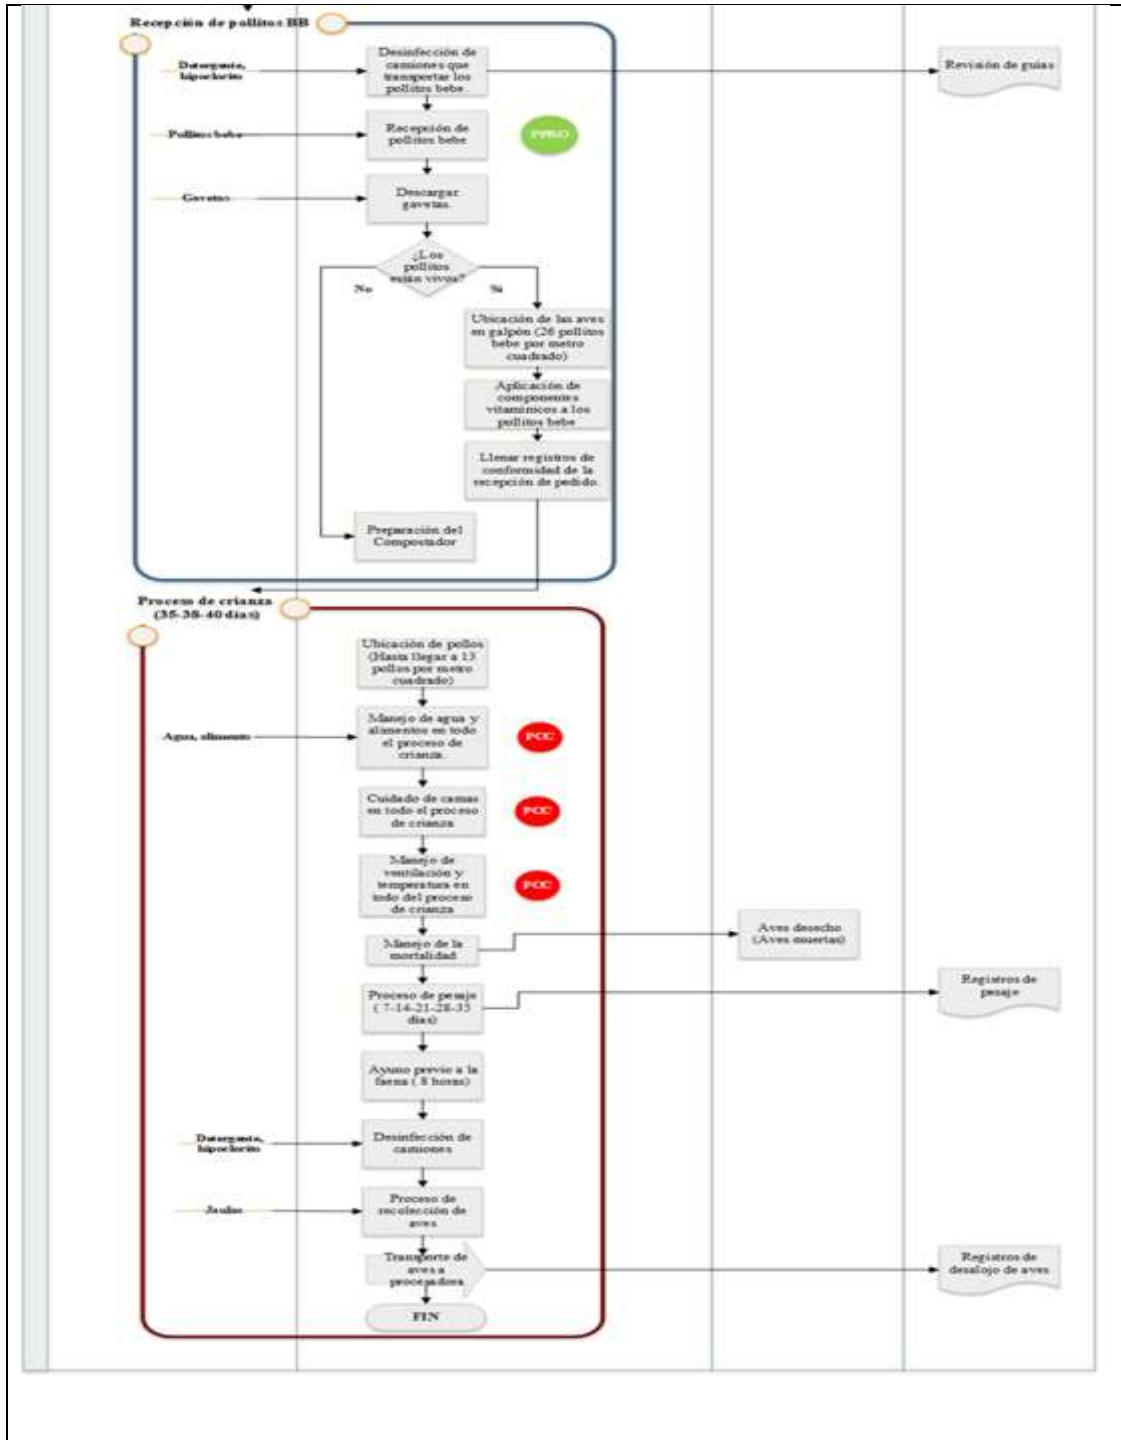 Recepción de pollitos BB
Detergente,
hipoclorito
Desinfección de
camiones que
transportar los
pollitos bebe.
Revisión de guías
Pollitos bebe
Recepción de
pollitos bebe
PPRO
Gavetas
Descargar
gavetas.
¿Los
pollitos
están vivos?
No
Si
Ubicación de las aves
en galpón (26 pollitos
bebe por metro
cuadrado)
Aplicación de
componentes
vitamínicos a los
pollitos bebe
Llenar registros de
conformidad de la
recepción de pedido.
Preparación del
Compostador
Proceso de crianza
(35-38-40 días)
Ubicación de pollos
(Hasta llegar a 13
pollos por metro
cuadrado)
Agua, alimento
Manejo de agua y
alimentos en todo
el proceso de
crianza.
PCC
Cuidado de camas
en todo el proceso
de crianza
PCC
Manejo de
ventilación y
temperatura en
todo del proceso
de crianza
PCC
Manejo de la
mortalidad
Aves desecho
(Aves muertas)
Proceso de pesaje
( 7-14-21-28-35
días)
Registros de
pesaje
Ayuno previo a la
faena ( 8 horas)
Detergente,
hipoclorito
Desinfección de
camiones
Jaulas
Proceso de
recolección de
aves
Transporte de
aves a
procesadora
Registros de
desalojo de aves
FIN